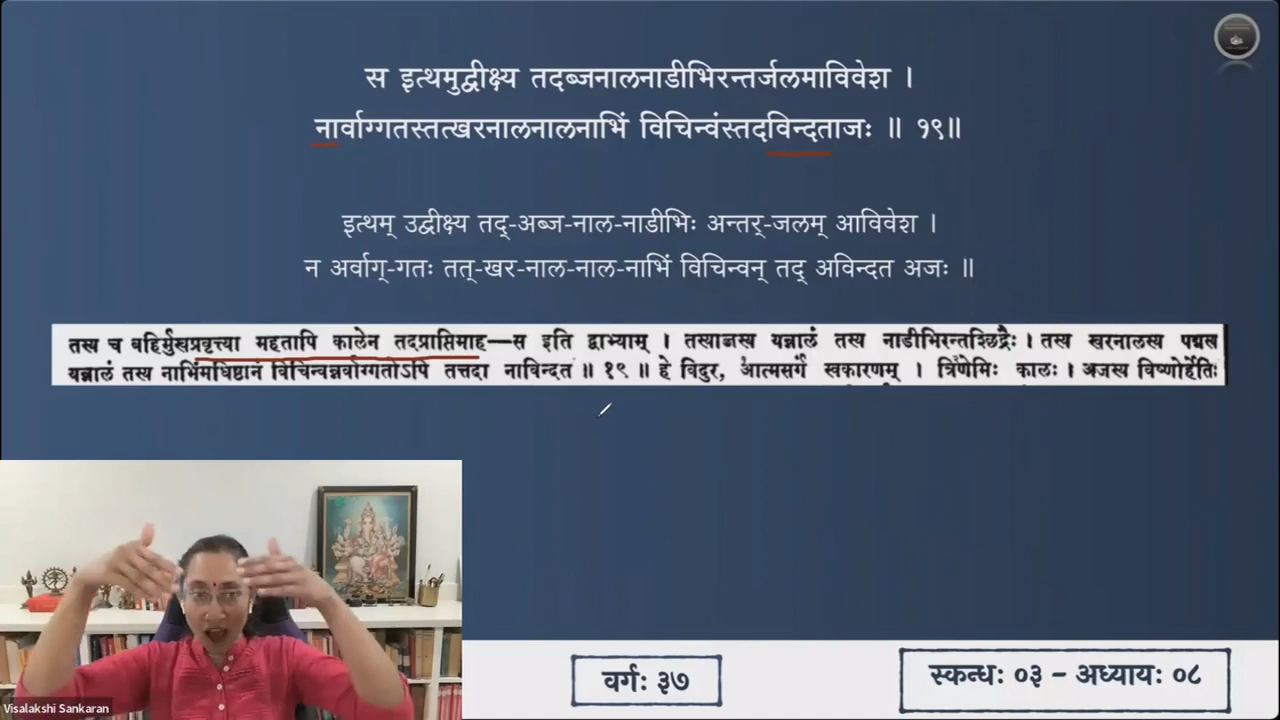 स इत्थमुद्वीक्ष्य तदब्जनालनाडीभिरन्तर्जलमाविवेश ।
नार्वाग्गतस्तत्खरनालनालनाभिं विचिन्वंस्तदविन्दताजः ॥ १९॥
इत्थम् उद्वीक्ष्य तद्-अब्ज-नाल-नाडीभिः अन्तर्-जलम् आविवेश ।
न अर्वाग्-गतः तत्-खर-नाल-नाल-नाभिं विचिन्वन् तद् अविन्दत अजः ॥
तस्य च बहिर्मुखप्रवृत्त्या महतापि कालेन तदप्राप्तिमाह—स इति द्वाभ्याम् । तस्याब्जस्य यन्नालं तस्य नाडीभिरन्तश्छिद्रैः । तस्य खरनालस्य पद्मस्य
यन्नालं तस्य नाभिमधिष्ठानं विचिन्वन्नर्वाग्गतोऽपि तत्तदा नाविन्दत ॥ १९ ॥ हे विदुर, आत्मसर्गं स्वकारणम् । त्रिणेमिः कालः । अजस्य विष्णोर्हेतिः
Visalakshi Sankaran
वर्गः ३७
स्कन्धः ०३ – अध्यायः ०८